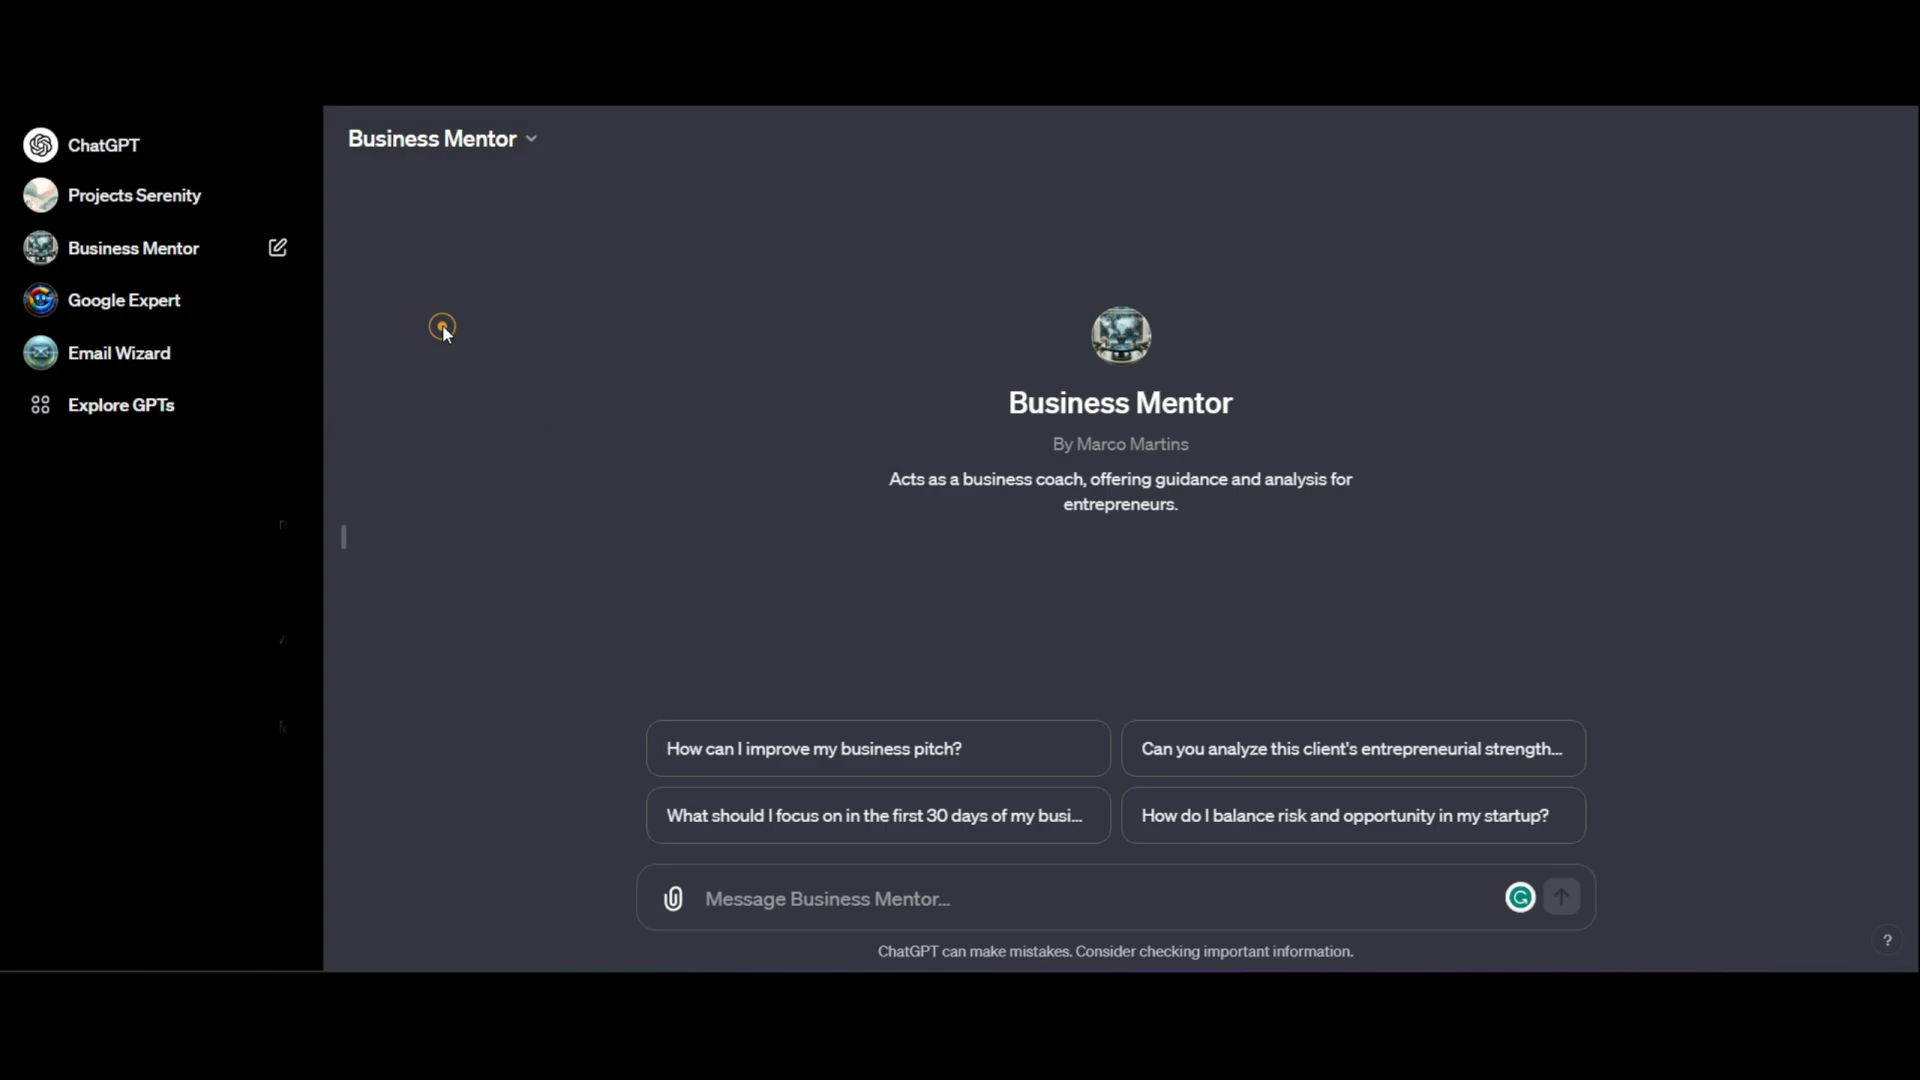 ChatGPT
Projects Serenity
Business Mentor
Google Expert
Email Wizard
Explore GPTs
Business Mentor
Business Mentor
By Marco Martins
Acts as a business coach, offering guidance and analysis for
entrepreneurs.
How can I improve my business pitch?
Can you analyze this client's entrepreneurial strength...
What should I focus on in the first 30 days of my busi...
How do I balance risk and opportunity in my startup?
Message Business Mentor...
ChatGPT can make mistakes. Consider checking important information.
?